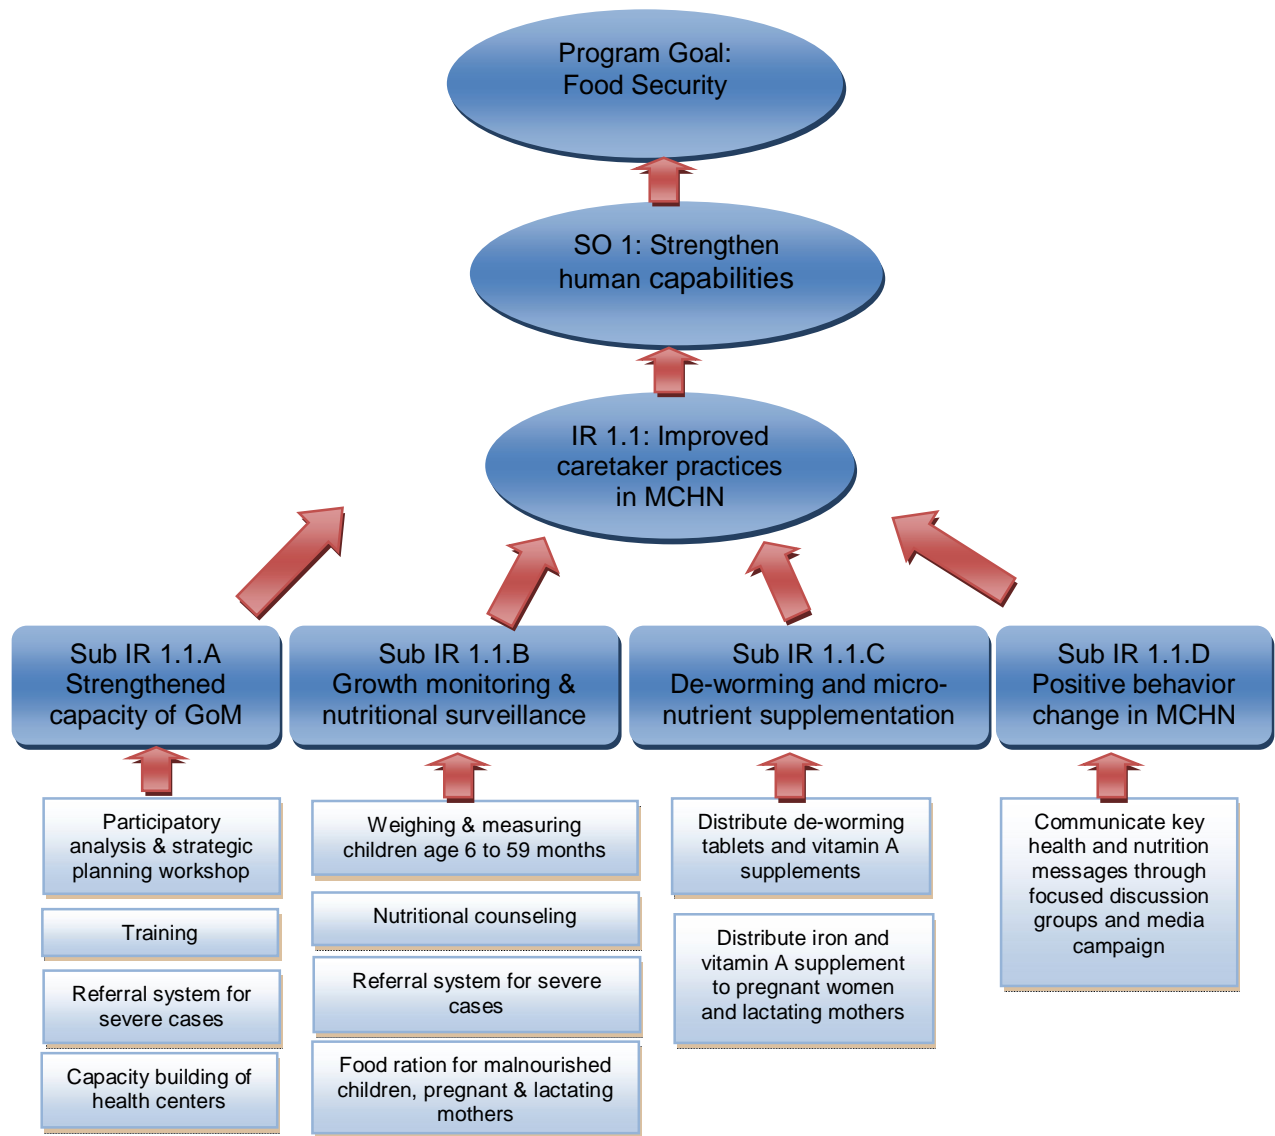 Program Goal:
Food Security
SO 1: Strengthen
human capabilities
IR 1.1: Improved
caretaker practices
in MCHN
Sub IR 1.1.A
Strengthened
capacity of GoM
Sub IR 1.1.B
Growth monitoring &
nutritional surveillance
Sub IR 1.1.C
De-worming and micro-
nutrient supplementation
Sub IR 1.1.D
Positive behavior
change in MCHN
Participatory
analysis & strategic
planning workshop
Training
Referral system for
severe cases
Capacity building of
health centers
Weighing & measuring
children age 6 to 59 months
Nutritional counseling
Referral system for severe
cases
Food ration for malnourished
children, pregnant & lactating
mothers
Distribute de-worming
tablets and vitamin A
supplements
Distribute iron and
vitamin A supplement
to pregnant women
and lactating mothers
Communicate key
health and nutrition
messages through
focused discussion
groups and media
campaign